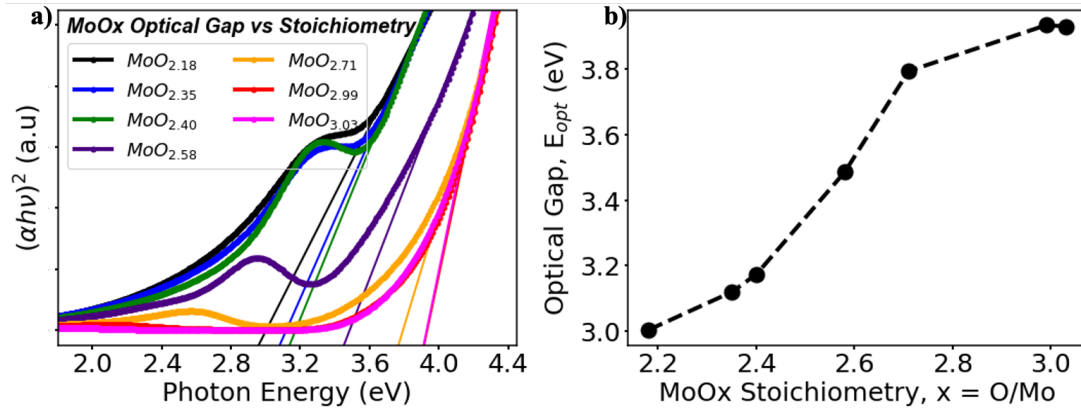 a)
MoOx Optical Gap vs Stoichiometry
MoO2.18
MoO2.35
MoO2.40
MoO2.58
MoO2.71
MoO2.99
MoO3.03
(αhν)2 (a.u)
2.0 2.4 2.8 3.2 3.6 4.0 4.4
Photon Energy (eV)
b)
Optical Gap, Eopt (eV)
3.8
3.6
3.4
3.2
3.0
2.2 2.4 2.6 2.8 3.0
MoOx Stoichiometry, x = O/Mo